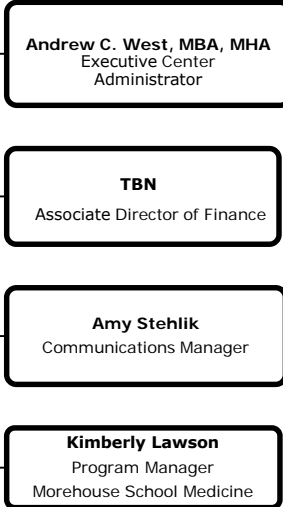 Andrew C. West, MBA, MHA
Executive Center
Administrator
TBN
Associate Director of Finance
Amy Stehlik
Communications Manager
Kimberly Lawson
Program Manager
Morehouse School Medicine